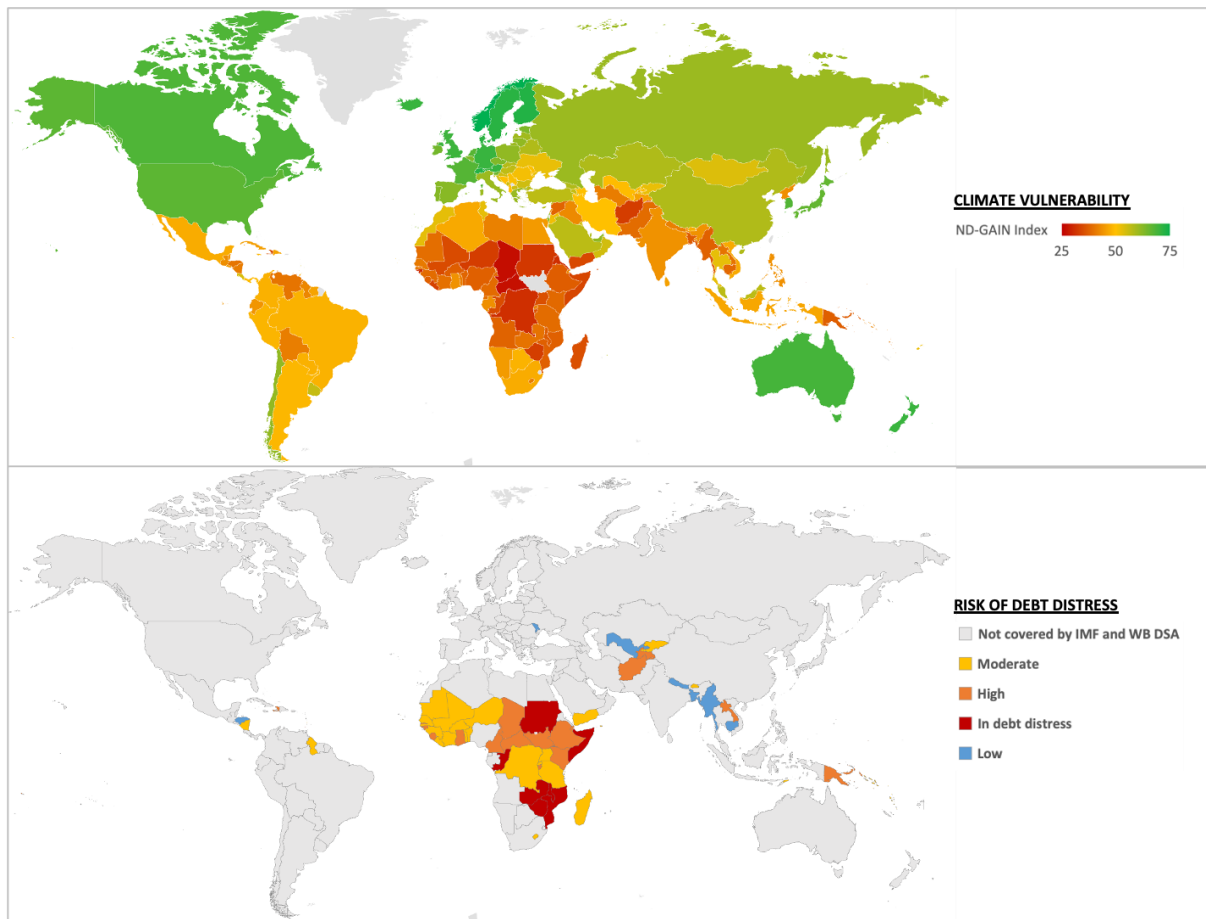 CLIMATE VULNERABILITY
ND-GAIN Index
25 50 75
RISK OF DEBT DISTRESS
Not covered by IMF and WB DSA
Moderate
High
In debt distress
Low